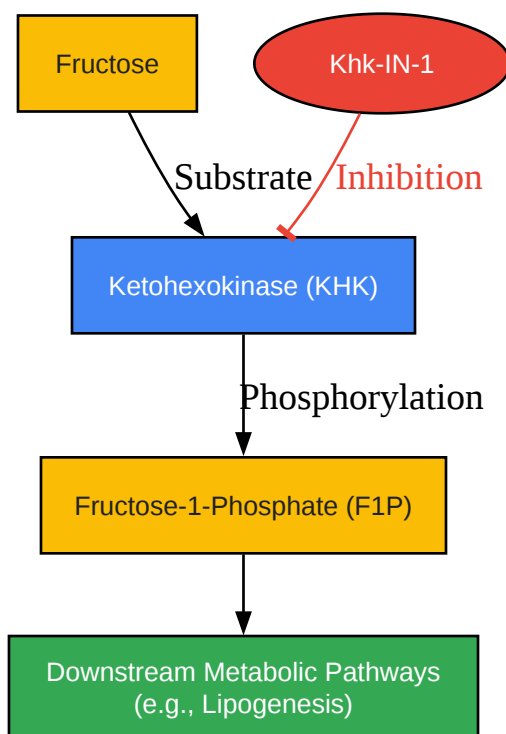 Fructose
Khk-IN-1
Substrate
Inhibition
Ketohexokinase (KHK)
Phosphorylation
Fructose-1-Phosphate (F1P)
Downstream Metabolic Pathways
(e.g., Lipogenesis)